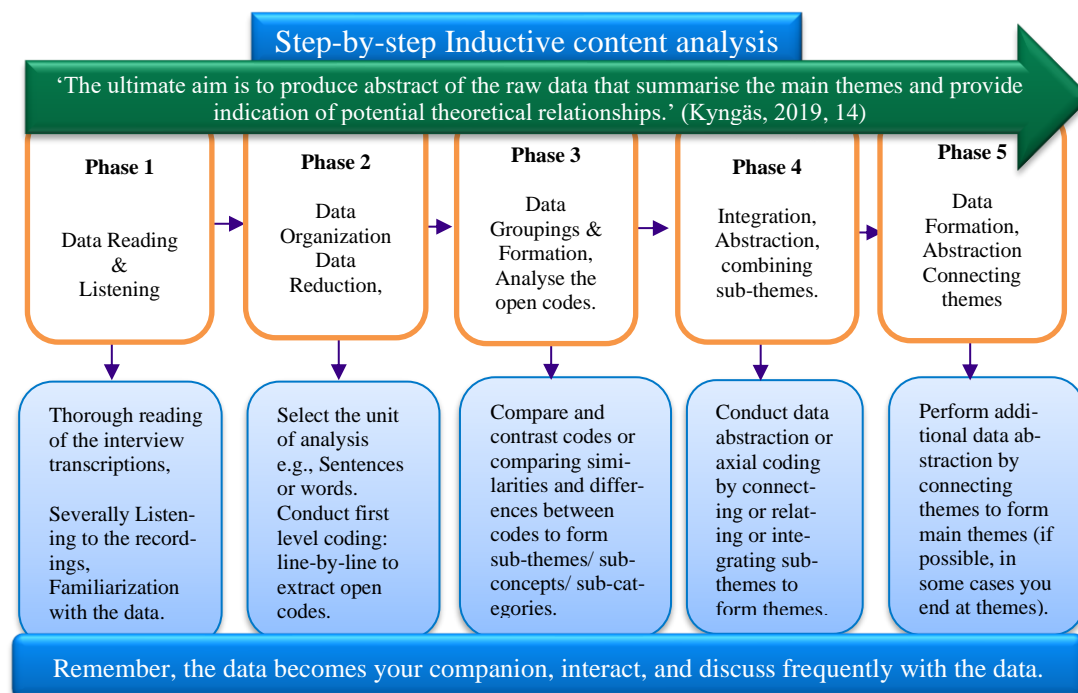 Step-by-step Inductive content analysis
‘The ultimate aim is to produce abstract of the raw data that summarise the main themes and provide
indication of potential theoretical relationships.’ (Kyngäs, 2019, 14)
Phase 1
Data Reading
&
Listening
Phase 2
Data
Organization
Data
Reduction,
Phase 3
Data
Groupings &
Formation,
Analyse the
open codes.
Phase 4
Integration,
Abstraction,
combining
sub-themes.
Phase 5
Data
Formation,
Abstraction
Connecting
themes
Thorough reading
of the interview
transcriptions,
Severally Listen-
ing to the record-
ings,
Familiarization
with the data.
Select the unit
of analysis
e.g., Sentences
or words.
Conduct first
level coding:
line-by-line to
extract open
codes.
Compare and
contrast codes or
comparing simi-
larities and differ-
ences between
codes to form
sub-themes/ sub-
concepts/ sub-cat-
egories.
Conduct data
abstraction or
axial coding
by connect-
ing or relat-
ing or inte-
grating sub-
themes to
form themes.
Perform addi-
tional data ab-
straction by
connecting
themes to form
main themes (if
possible, in
some cases you
end at themes).
Remember, the data becomes your companion, interact, and discuss frequently with the data.